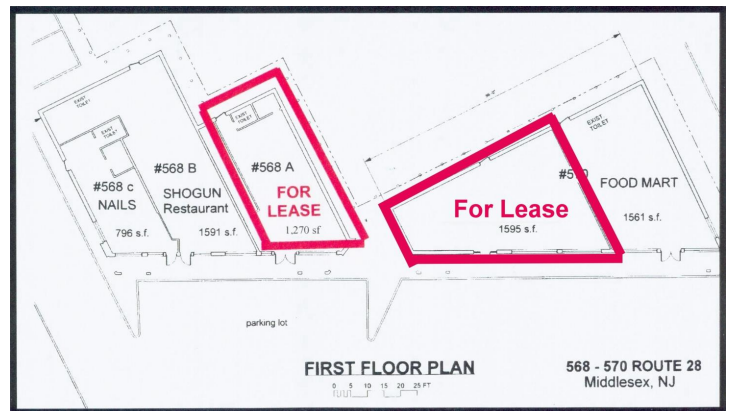 EXIST
TOILET
EXIST
TOILET
#568 c
NAILS
796 s.f.
#568 B
SHOGUN
Restaurant
1591 s.f.
#568 A
FOR
LEASE
1,270 sf
For Lease
1595 s.f.
EXIST
TOILET
FOOD MART
1561 s.f.
parking lot
FIRST FLOOR PLAN
0 5 10 15 20 25 FT
568 - 570 ROUTE 28
Middlesex, NJ